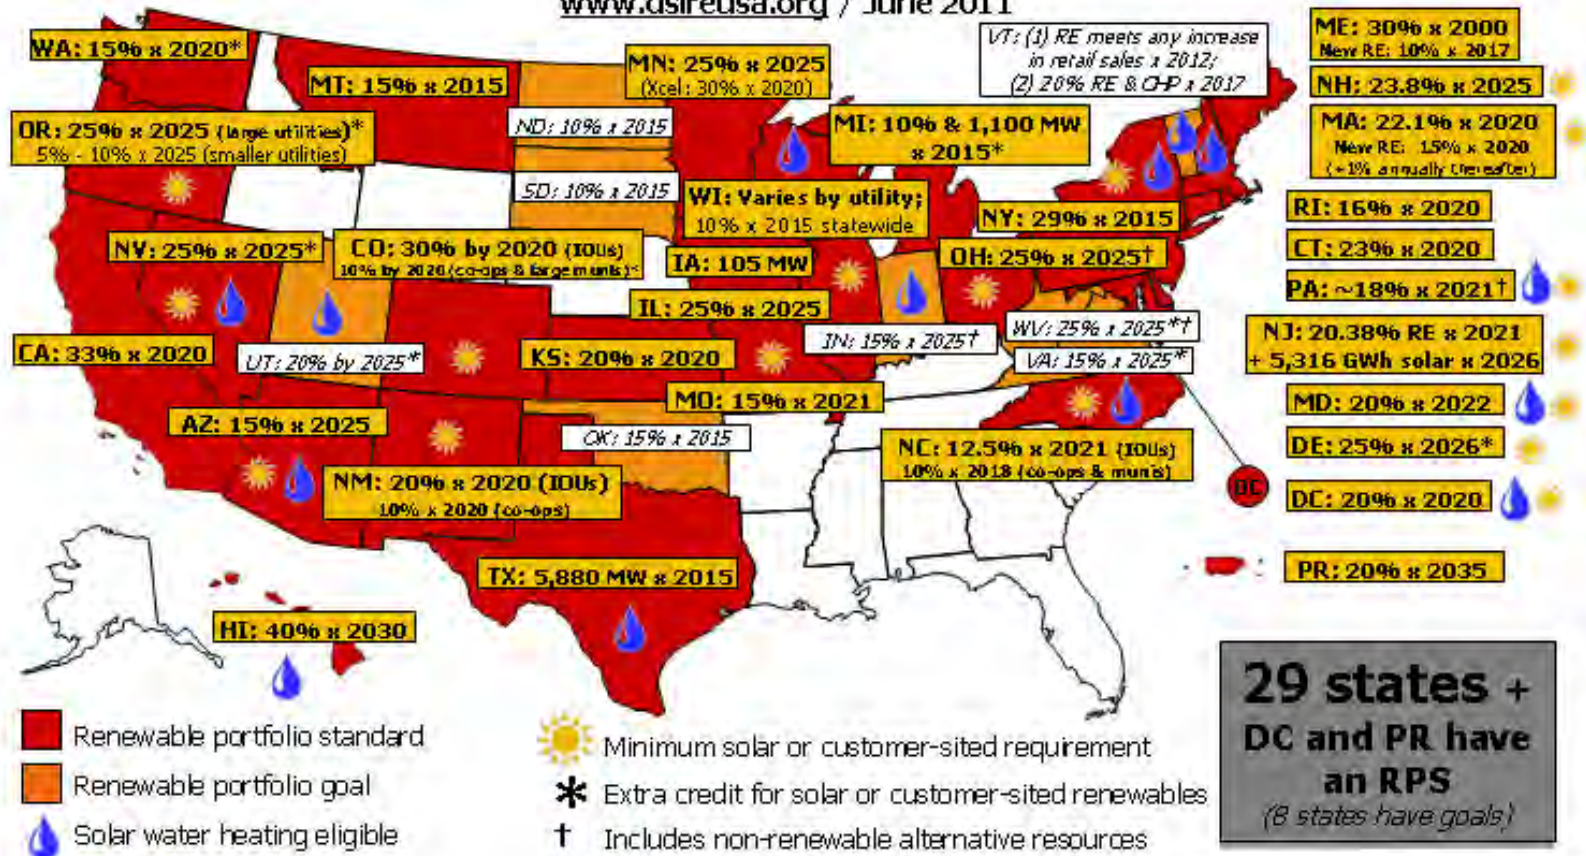 www.dsireusa.org / June 2011
WA: 15% x 2020*
MT: 15% x 2015
MN: 25% x 2025
(Xcel: 30% x 2020)
VT: (1) RE meets any increase
in retail sales x 2012;
(2) 20% RE & CHP x 2017
ME: 30% x 2000
New RE: 10% x 2017
NH: 23.8% x 2025
OR: 25% x 2025 (large utilities)*
5% - 10% x 2025 (smaller utilities)
ND: 10% x 2015
MI: 10% & 1,100 MW
x 2015*
MA: 22.1% x 2020
New RE: 15% x 2020
(+1% annually thereafter)
SD: 10% x 2015
WI: Varies by utility;
10% x 2015 statewide
NY: 29% x 2015
RI: 16% x 2020
NV: 25% x 2025*
CO: 30% by 2020 (IOUs)
10% by 2020 (co-ops & large munis)*
IA: 105 MW
OH: 25% x 2025†
CT: 23% x 2020
IL: 25% x 2025
PA: ~18% x 2021†
CA: 33% x 2020
UT: 20% by 2025*
KS: 20% x 2020
IN: 15% x 2025†
WV: 25% x 2025*†
VA: 15% x 2025*
NJ: 20.38% RE x 2021
+ 5,316 GWh solar x 2026
MO: 15% x 2021
MD: 20% x 2022
AZ: 15% x 2025
OK: 15% x 2015
NC: 12.5% x 2021 (IOUs)
10% x 2018 (co-ops & munis)
DE: 25% x 2026*
NM: 20% x 2020 (IOUs)
10% x 2020 (co-ops)
DC
DC: 20% x 2020
TX: 5,880 MW x 2015
PR: 20% x 2035
HI: 40% x 2030
29 states +
DC and PR have
an RPS
(8 states have goals)
Renewable portfolio standard
Renewable portfolio goal
Solar water heating eligible
Minimum solar or customer-sited requirement
* Extra credit for solar or customer-sited renewables
† Includes non-renewable alternative resources